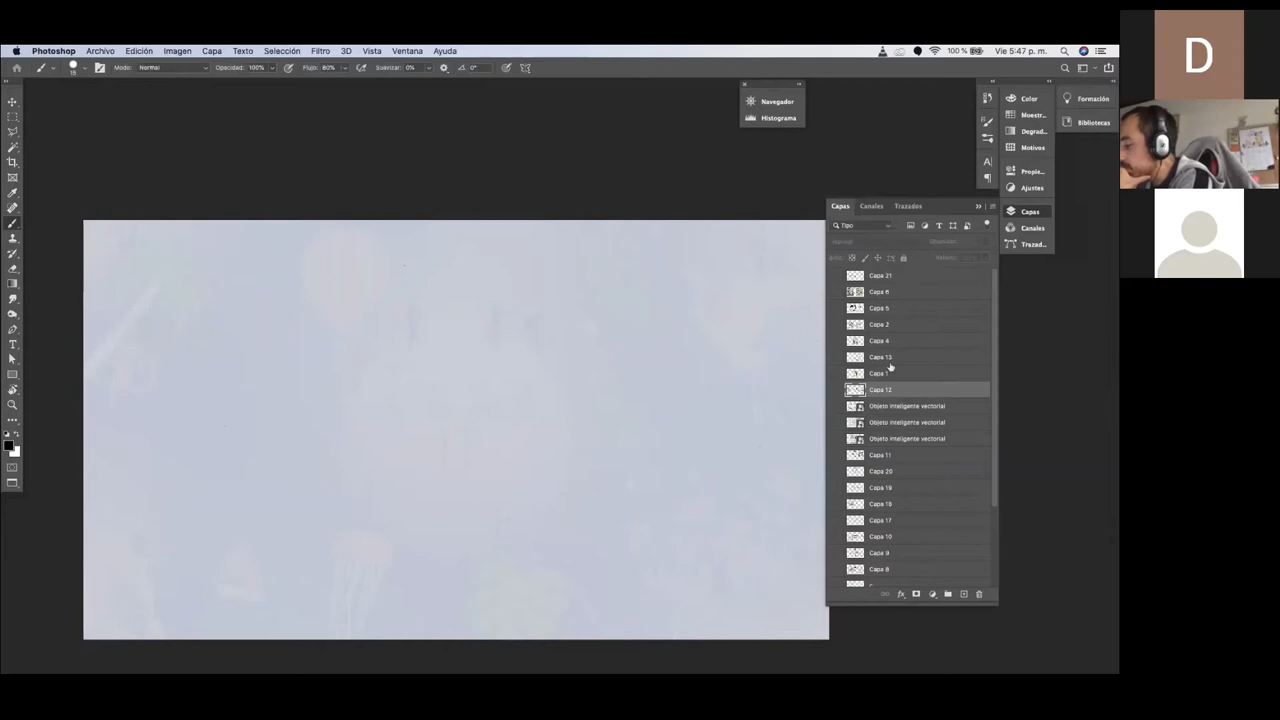 Photoshop Archivo Edición Imagen Capa Texto Selección Filtro 3D Vista Ventana Ayuda 100 % Vie 5:47 p. m.
15 Modo: Normal Opacidad: 100% Flujo: 80% Suavizar: 0% 0°
D
Navegador
Histograma
Color
Muestr...
Degrad...
Motivos
Propie...
Ajustes
Capas
Canales
Trazad...
Formación
Bibliotecas
Capas Canales Trazados
Tipo
Normal
Capa 21
Capa 6
Capa 5
Capa 2
Capa 4
Capa 13
Capa 1
Capa 12
Objeto inteligente vectorial
Objeto inteligente vectorial
Objeto inteligente vectorial
Capa 11
Capa 20
Capa 19
Capa 18
Capa 17
Capa 10
Capa 9
Capa 8